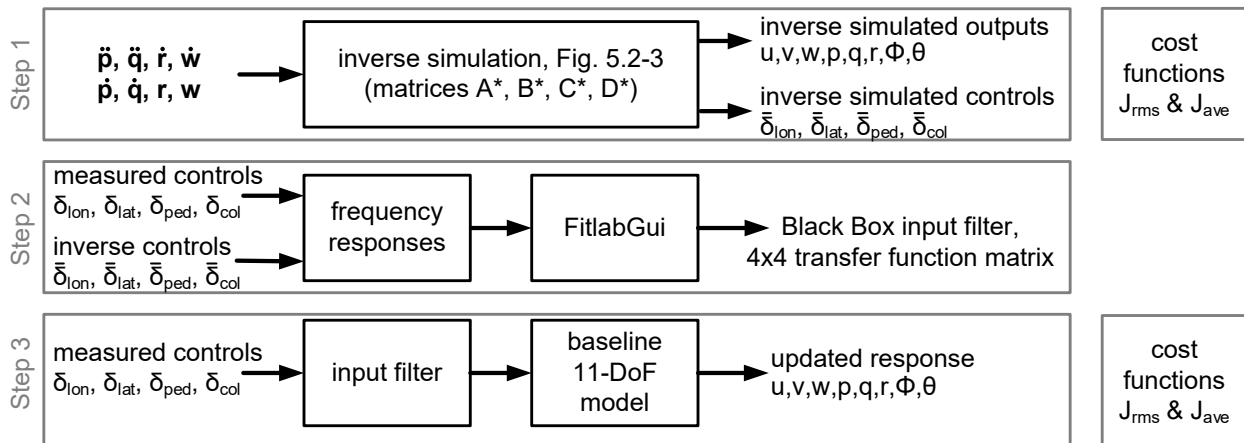 Step 1
p̈, q̈, ṙ, ẇ
ṗ, q̇, r, w
inverse simulation, Fig. 5.2-3
(matrices A*, B*, C*, D*)
inverse simulated outputs
u,v,w,p,q,r,Φ,θ
inverse simulated controls
δ̄lon, δ̄lat, δ̄ped, δ̄col
cost
functions
Jrms & Jave
Step 2
measured controls
δlon, δlat, δped, δcol
inverse controls
δ̄lon, δ̄lat, δ̄ped, δ̄col
frequency
responses
FitlabGui
Black Box input filter,
4x4 transfer function matrix
Step 3
measured controls
δlon, δlat, δped, δcol
input filter
baseline
11-DoF
model
updated response
u,v,w,p,q,r,Φ,θ
cost
functions
Jrms & Jave